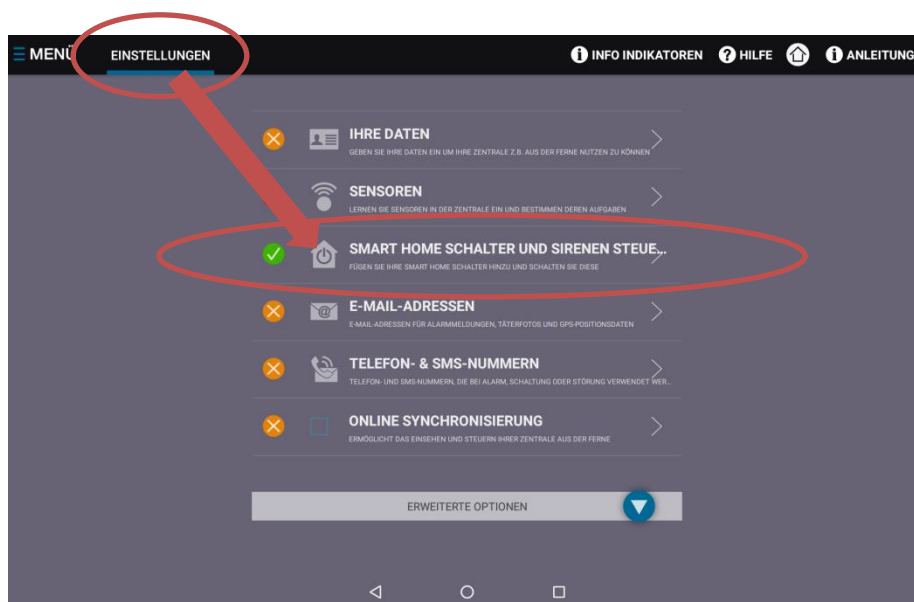 MENÜ EINSTELLUNGEN INFO INDIKATOREN HILFE ANLEITUNG
IHRE DATEN
GEBEN SIE IHRE DATEN EIN UM IHRE ZENTRALE Z.B. AUS DER FERNE NUTZEN ZU KÖNNEN
SENSOREN
LERNEN SIE SENSOREN IN DER ZENTRALE EIN UND BESTIMMEN DEREN AUFGABEN
SMART HOME SCHALTER UND SIRENEN STEUE...
FÜGEN SIE IHRE SMART HOME SCHALTER HINZU UND SCHALTEN SIE DIESE
E-MAIL-ADRESSEN
E-MAIL-ADRESSEN FÜR ALARMMELDUNGEN, TÄTERFOTOS UND GPS-POSITIONSDATEN
TELEFON- & SMS-NUMMERN
TELEFON- UND SMS-NUMMERN, DIE BEI ALARM, SCHALTUNG ODER STÖRUNG VERWENDET WER...
ONLINE SYNCHRONISIERUNG
ERMÖGLICHT DAS EINSEHEN UND STEUERN IHRER ZENTRALE AUS DER FERNE
ERWEITERTE OPTIONEN